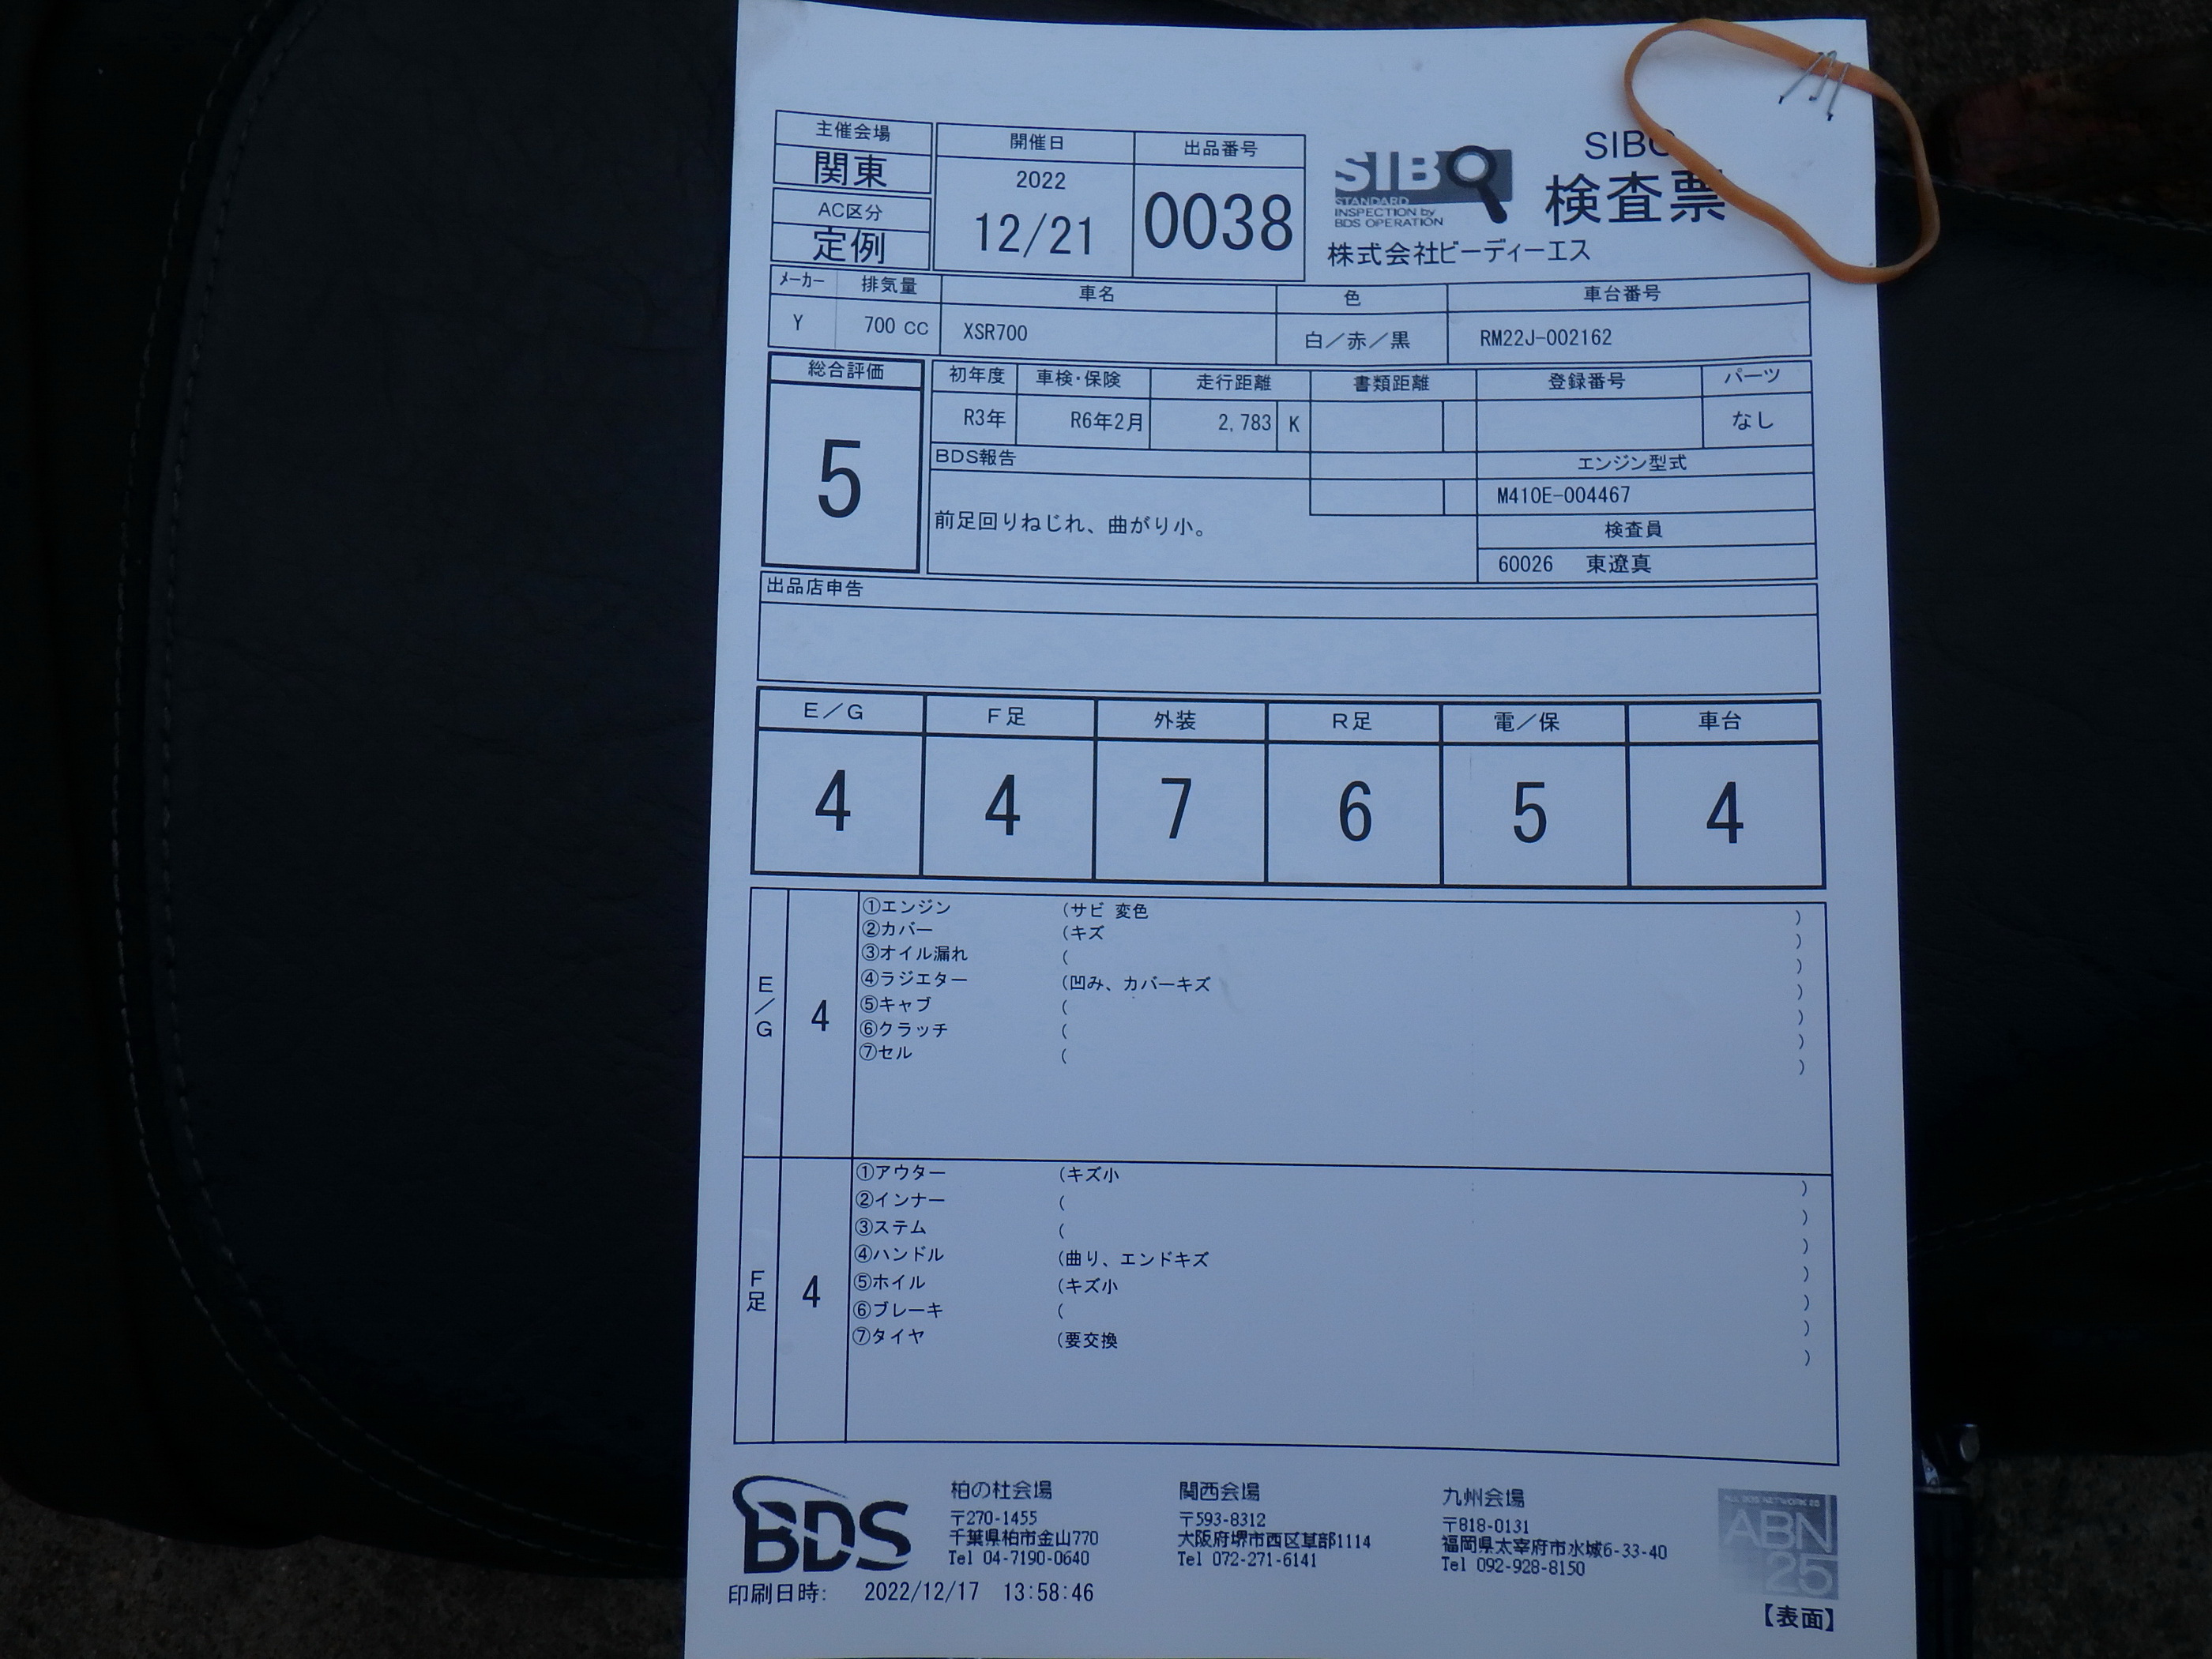 主催会場
関東
AC区分
定例
開催日
2022
12/21
出品番号
0038
SIBQ
STANDARD
INSPECTION by
BDS OPERATION
検査票
株式会社ビーディーエス
メーカー 排気量 車名 色 車台番号
Y 700 CC XSR700 白／赤／黒 RM22J-002162
総合評価
5
初年度 車検・保険 走行距離 書類距離 登録番号 パーツ
R3年 R6年2月 2,783 K なし
BDS報告
前足回りねじれ、曲がり小。
エンジン型式
M410E-004467
検査員
60026 東遼真
出品店申告
E／G F足 外装 R足 電／保 車台
4 4 7 6 5 4
E／G
4
①エンジン (サビ 変色 )
②カバー (キズ )
③オイル漏れ ( )
④ラジエター (凹み、カバーキズ )
⑤キャブ ( )
⑥クラッチ ( )
⑦セル ( )
F足
4
①アウター (キズ小 )
②インナー ( )
③ステム ( )
④ハンドル (曲り、エンドキズ )
⑤ホイル (キズ小 )
⑥ブレーキ ( )
⑦タイヤ (要交換 )
BDS
柏の杜会場
〒270-1455
千葉県柏市金山770
Tel 04-7190-0640
関西会場
〒593-8312
大阪府堺市西区草部1114
Tel 072-271-6141
九州会場
〒818-0131
福岡県太宰府市水城6-33-40
Tel 092-928-8150
ABN
25
印刷日時: 2022/12/17 13:58:46
【表面】